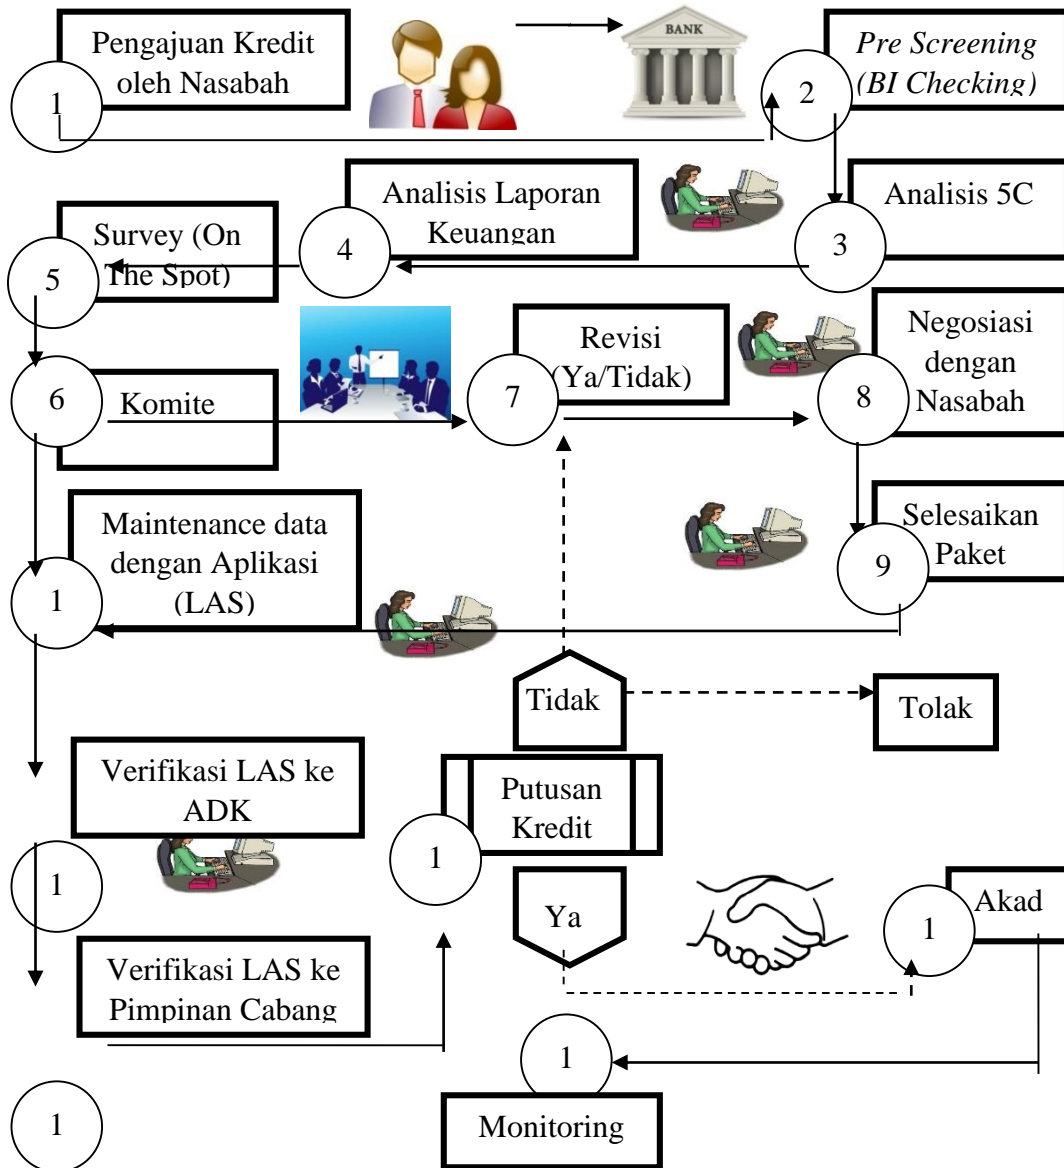 Pengajuan Kredit
oleh Nasabah
1
BANK
Pre Screening
(BI Checking)
2
Analisis 5C
3
Analisis Laporan
Keuangan
4
Survey (On
The Spot)
5
Komite
6
Revisi
(Ya/Tidak)
7
Negosiasi
dengan
Nasabah
8
Selesaikan
Paket
9
Maintenance data
dengan Aplikasi
(LAS)
1
Tidak
Tolak
Verifikasi LAS ke
ADK
1
Putusan
Kredit
1
Ya
Akad
1
Verifikasi LAS ke
Pimpinan Cabang
1
1
Monitoring